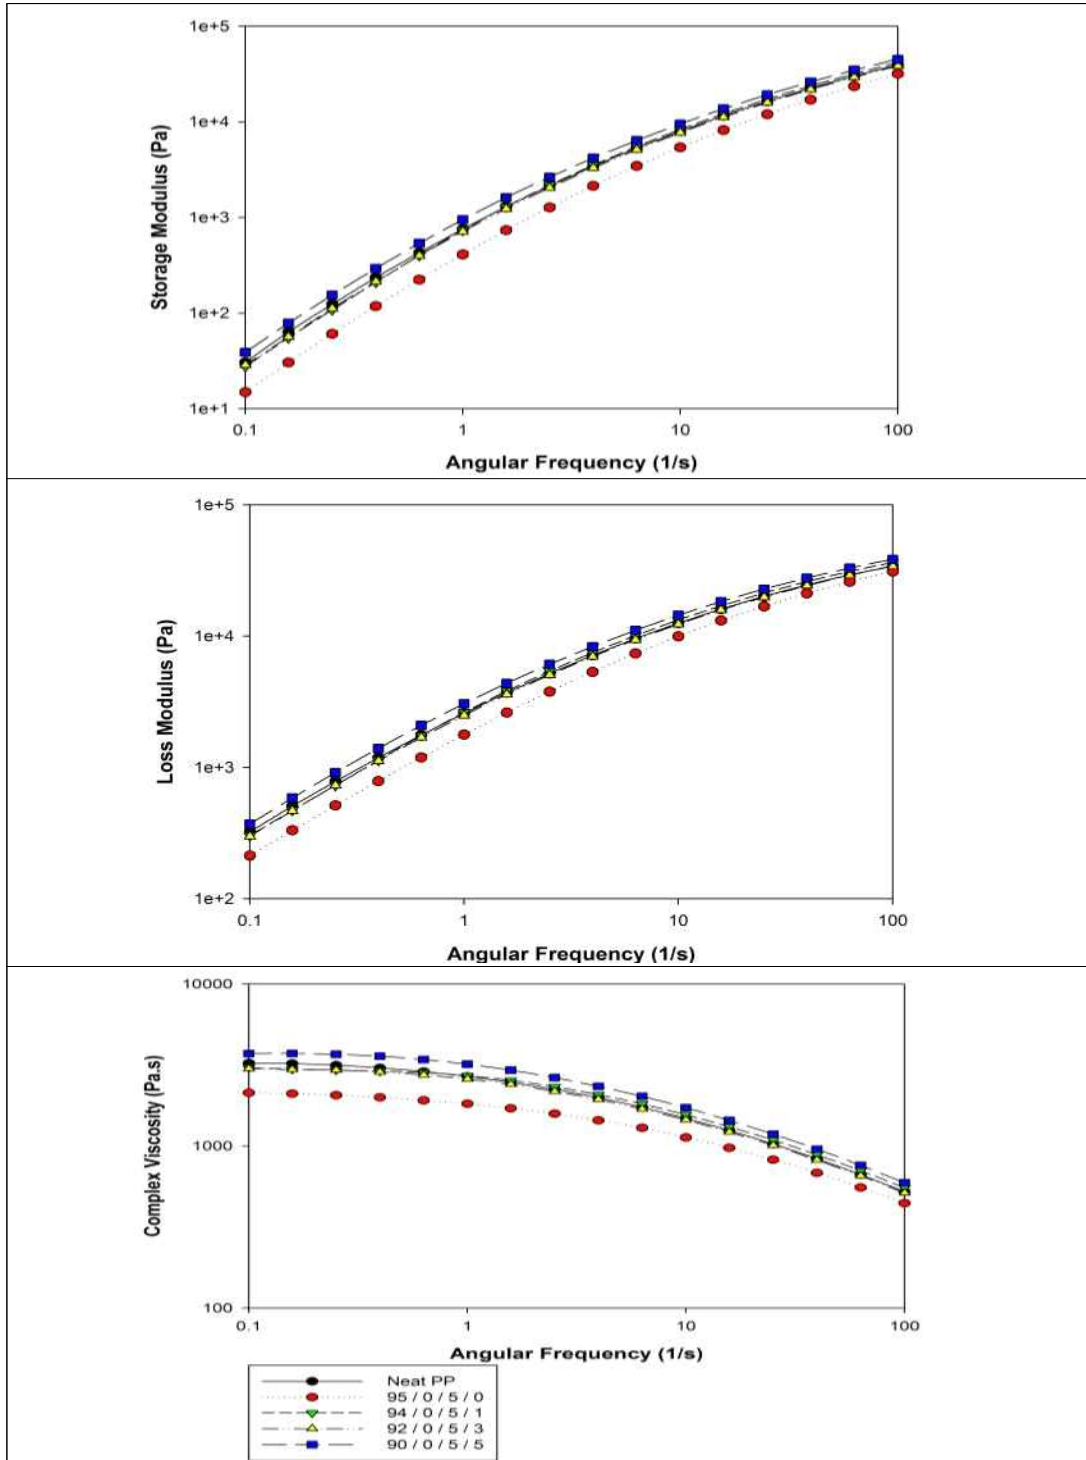 1e+5
1e+4
1e+3
1e+2
1e+1
Storage Modulus (Pa)
0.1 1 10 100
Angular Frequency (1/s)
1e+5
1e+4
1e+3
1e+2
Loss Modulus (Pa)
0.1 1 10 100
Angular Frequency (1/s)
10000
1000
100
Complex Viscosity (Pa.s)
0.1 1 10 100
Angular Frequency (1/s)
Neat PP
95 / 0 / 5 / 0
94 / 0 / 5 / 1
92 / 0 / 5 / 3
90 / 0 / 5 / 5